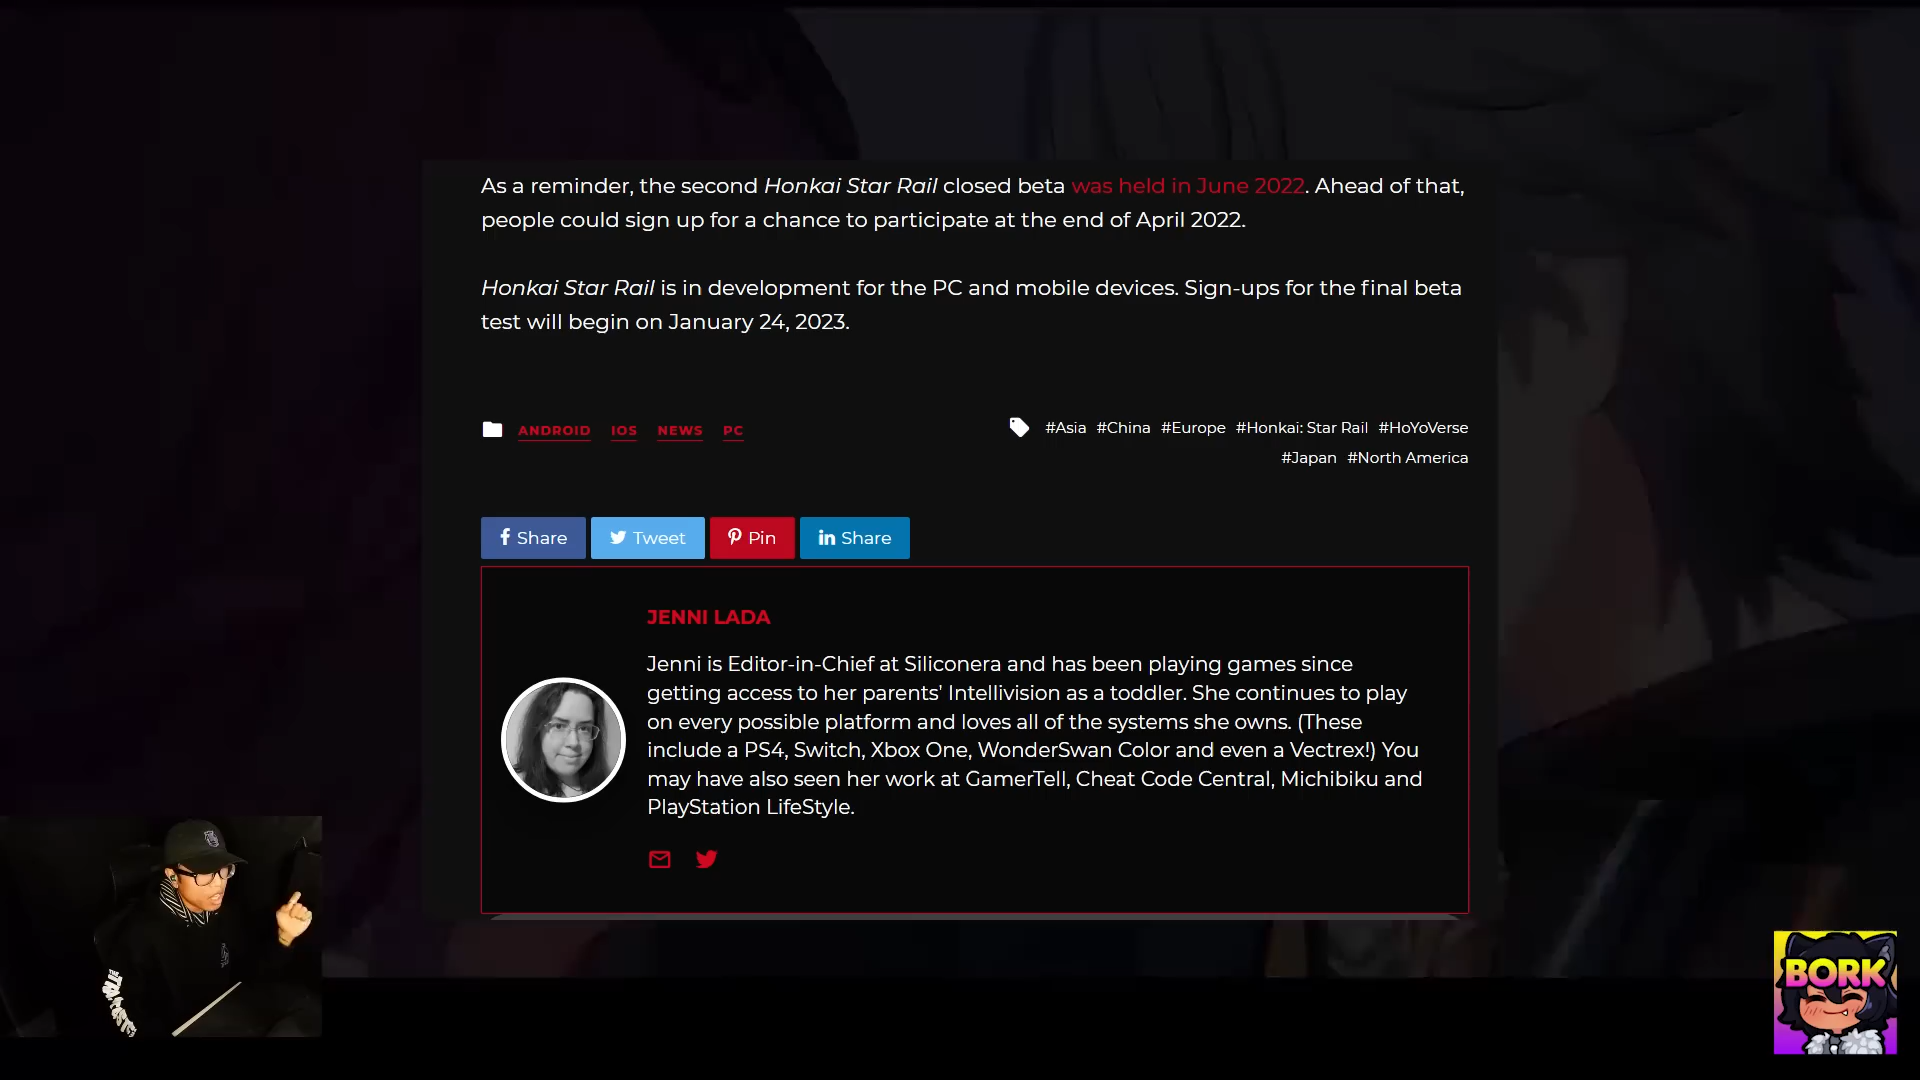 As a reminder, the second Honkai Star Rail closed beta was held in June 2022. Ahead of that,
people could sign up for a chance to participate at the end of April 2022.
Honkai Star Rail is in development for the PC and mobile devices. Sign-ups for the final beta
test will begin on January 24, 2023.
ANDROID IOS NEWS PC
#Asia #China #Europe #Honkai: Star Rail #HoYoVerse
#Japan #North America
Share Tweet Pin Share
JENNI LADA
Jenni is Editor-in-Chief at Siliconera and has been playing games since
getting access to her parents' Intellivision as a toddler. She continues to play
on every possible platform and loves all of the systems she owns. (These
include a PS4, Switch, Xbox One, WonderSwan Color and even a Vectrex!) You
may have also seen her work at GamerTell, Cheat Code Central, Michibiku and
PlayStation LifeStyle.
BORK